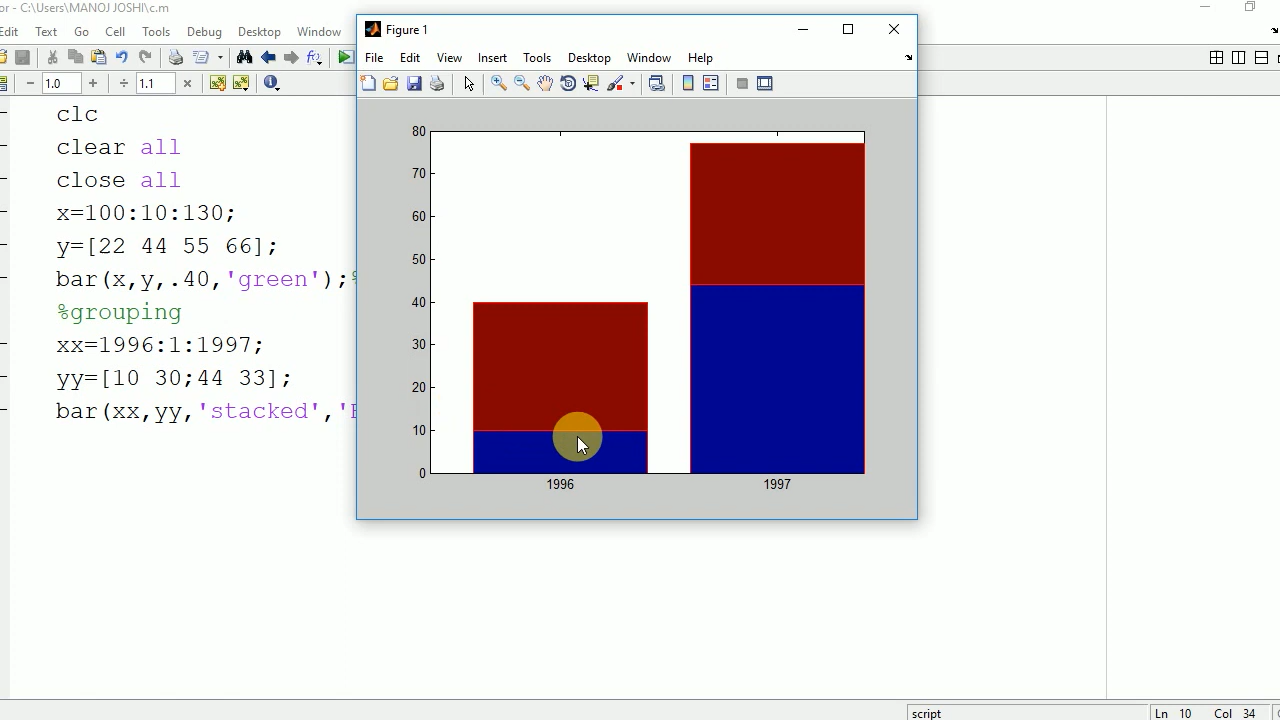 or - C:\Users\MANOJ JOSHI\c.m
Edit Text Go Cell Tools Debug Desktop Window
1.0
1.1
clc
clear all
close all
x=100:10:130;
y=[22 44 55 66];
bar(x,y,.40,'green');%
%grouping
xx=1996:1:1997;
yy=[10 30;44 33];
bar(xx,yy,'stacked','
Figure 1
File Edit View Insert Tools Desktop Window Help
80
70
60
50
40
30
20
10
0
1996 1997
script
Ln 10 Col 34